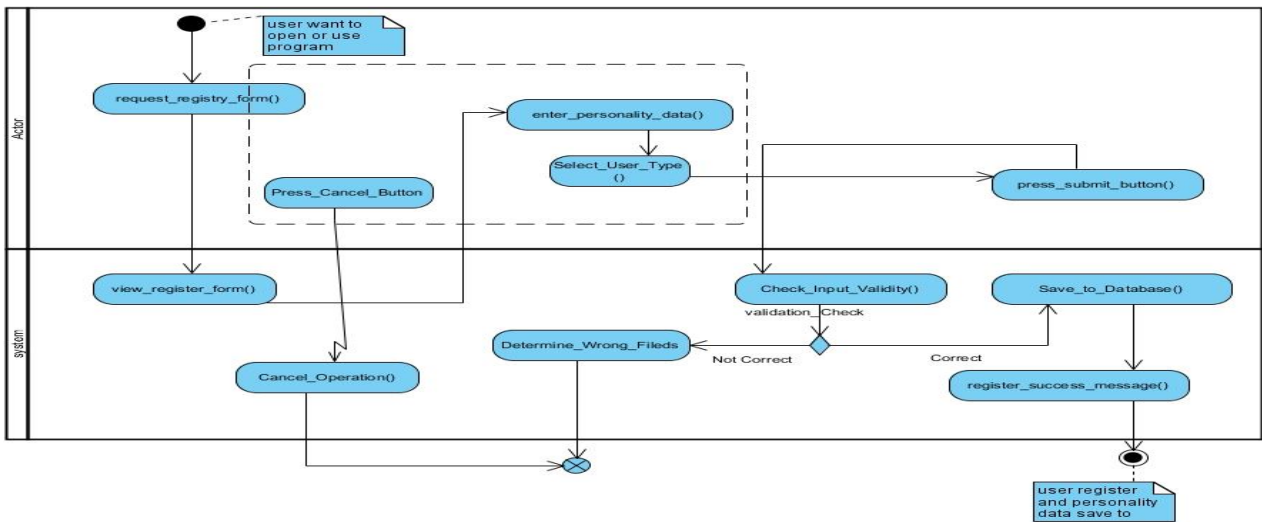 user want to
open or use
program
Actor
request_registry_form()
enter_personality_data()
Select_User_Type
()
Press_Cancel_Button
press_submit_button()
system
view_register_form()
Check_Input_Validity()
Save_to_Database()
validation_Check
Determine_Wrong_Fileds
Not Correct
Correct
Cancel_Operation()
register_success_message()
user register
and personality
data save to